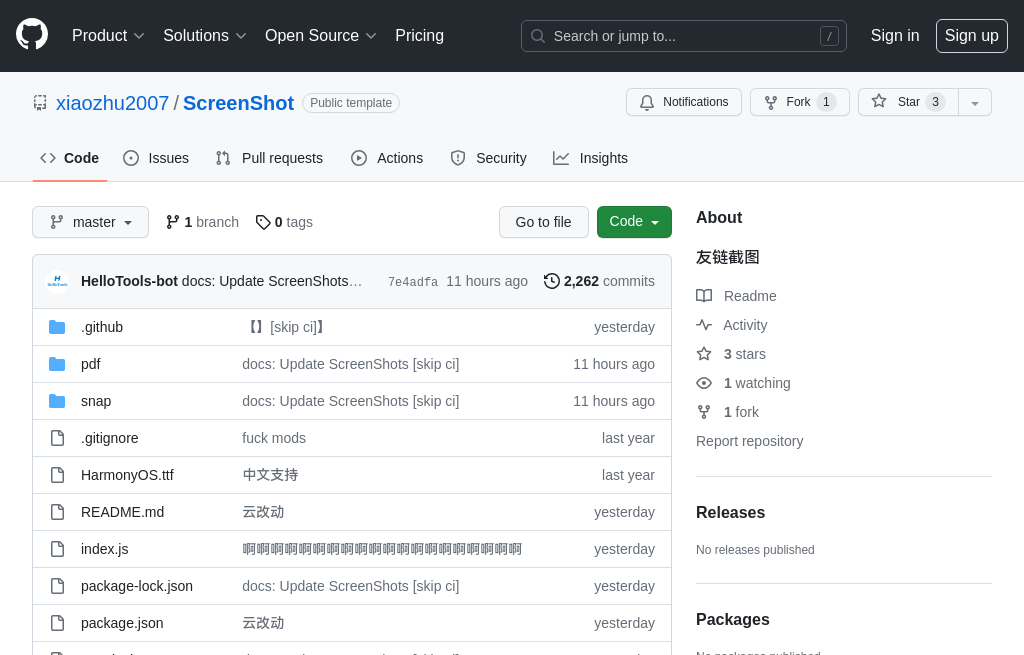 Product Solutions Open Source Pricing Search or jump to... / Sign in Sign up
xiaozhu2007 / ScreenShot Public template Notifications Fork 1 Star 3
Code Issues Pull requests Actions Security Insights
master 1 branch 0 tags Go to file Code
HelloTools-bot docs: Update ScreenShots… 7e4adfa 11 hours ago 2,262 commits
.github 【】[skip ci]】 yesterday
pdf docs: Update ScreenShots [skip ci] 11 hours ago
snap docs: Update ScreenShots [skip ci] 11 hours ago
.gitignore fuck mods last year
HarmonyOS.ttf 中文支持 last year
README.md 云改动 yesterday
index.js 啊啊啊啊啊啊啊啊啊啊啊啊啊啊啊啊啊啊啊啊 yesterday
package-lock.json docs: Update ScreenShots [skip ci] yesterday
package.json 云改动 yesterday
About
友链截图
Readme
Activity
3 stars
1 watching
1 fork
Report repository
Releases
No releases published
Packages
No packages published